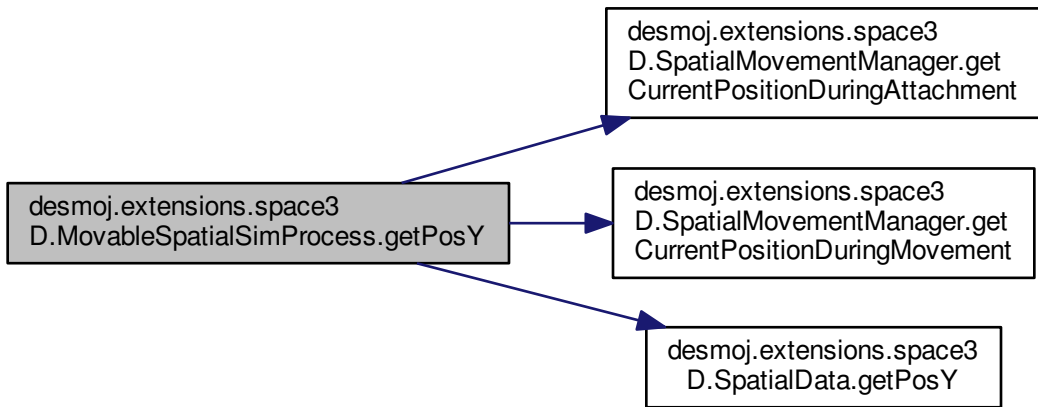 desmoj.extensions.space3
D.MovableSpatialSimProcess.getPosY
desmoj.extensions.space3
D.SpatialMovementManager.get
CurrentPositionDuringAttachment
desmoj.extensions.space3
D.SpatialMovementManager.get
CurrentPositionDuringMovement
desmoj.extensions.space3
D.SpatialData.getPosY